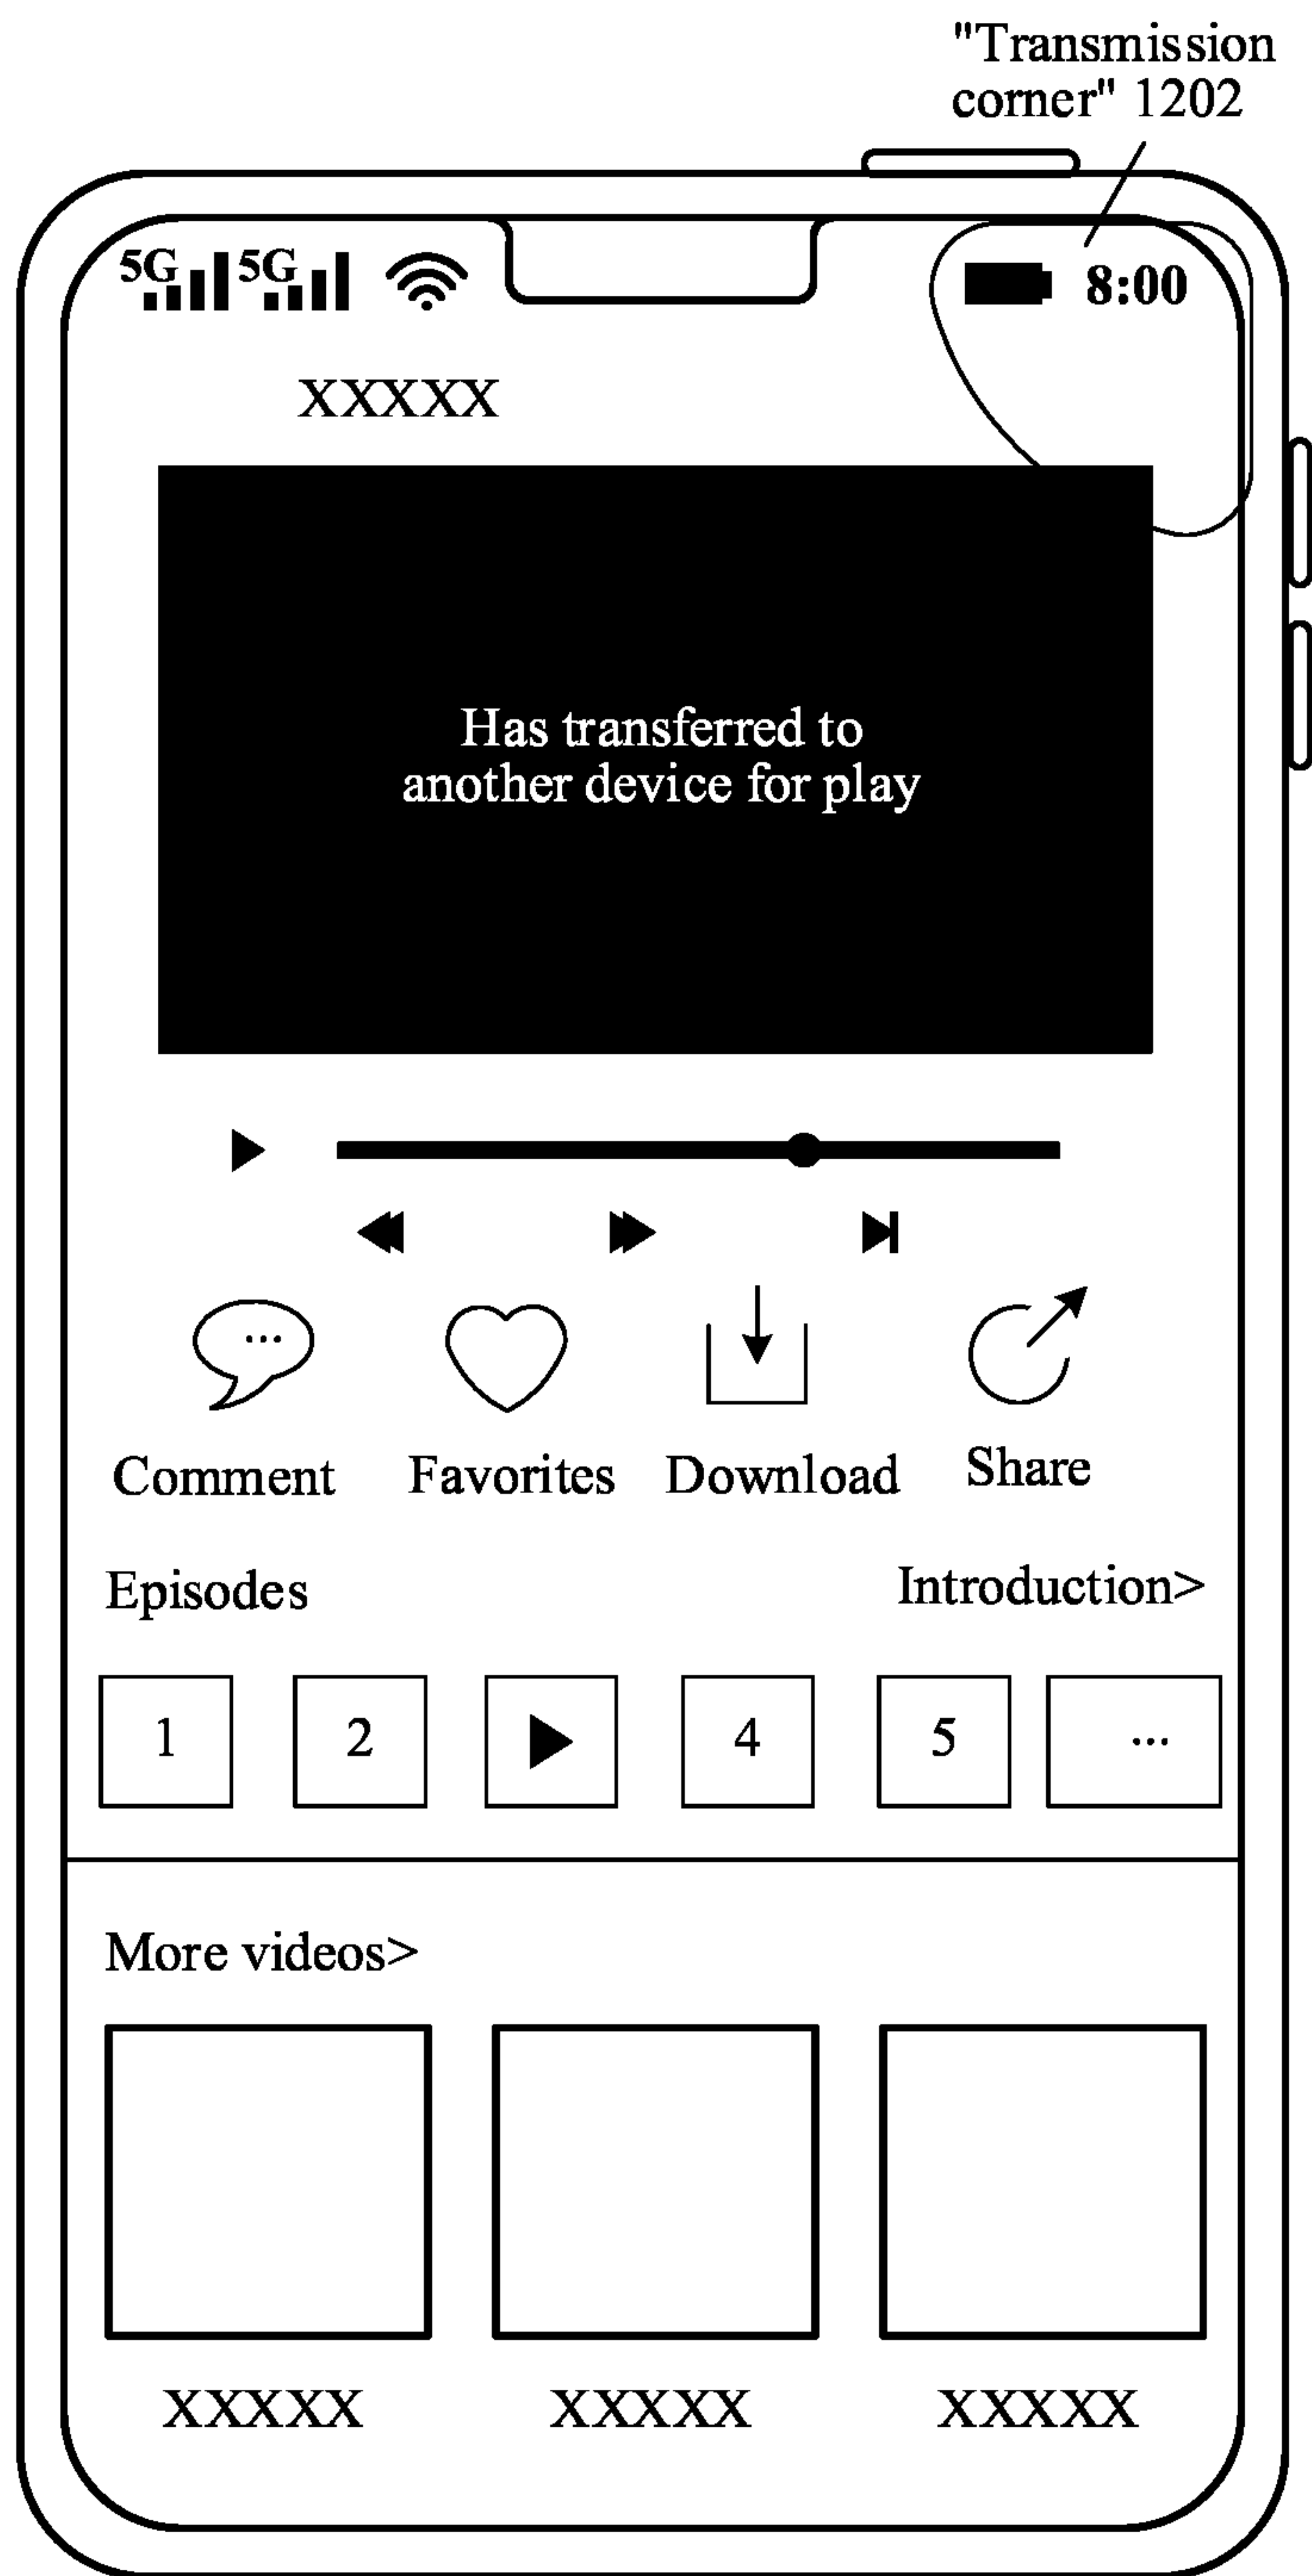 "Transmission
corner" 1202
5G 5G 8:00
XXXXX
Has transferred to
another device for play
Comment Favorites Download Share
Episodes Introduction>
1 2 4 5 ...
More videos>
XXXXX XXXXX XXXXX